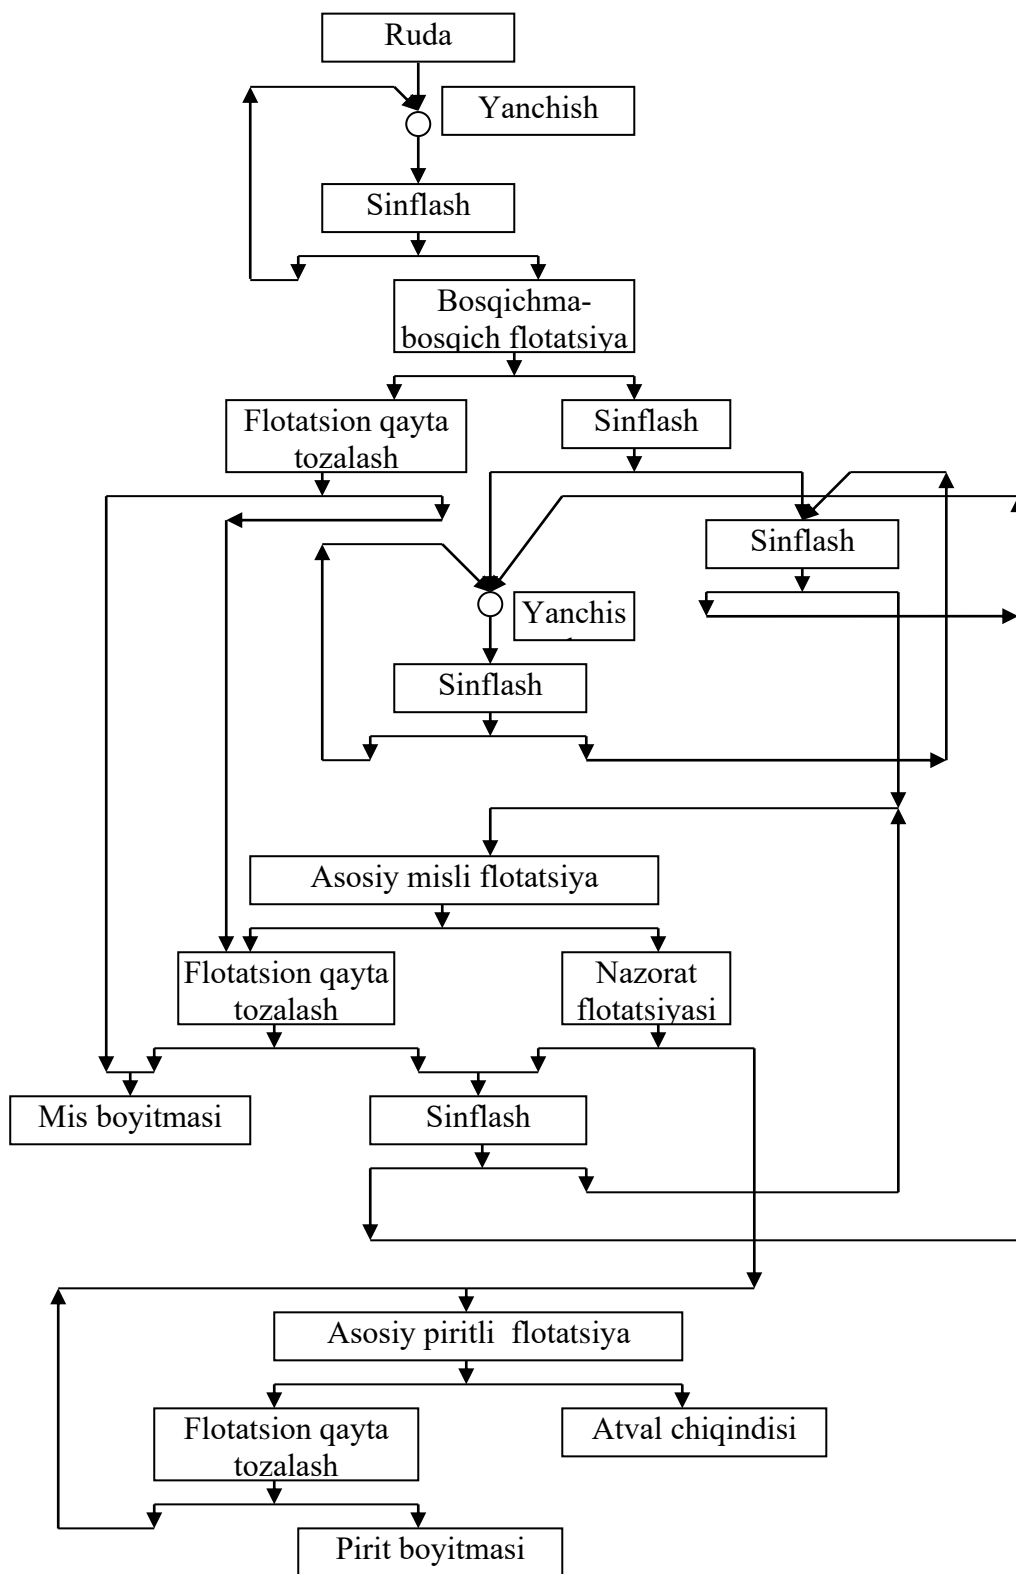 Ruda
Yanchish
Sinflash
Bosqichma-
bosqich flotatsiya
Flotatsion qayta
tozalash
Sinflash
Sinflash
Yanchis
Sinflash
Asosiy misli flotatsiya
Flotatsion qayta
tozalash
Nazorat
flotatsiyasi
Mis boyitmasi
Sinflash
Asosiy piritli flotatsiya
Flotatsion qayta
tozalash
Atval chiqindisi
Pirit boyitmasi